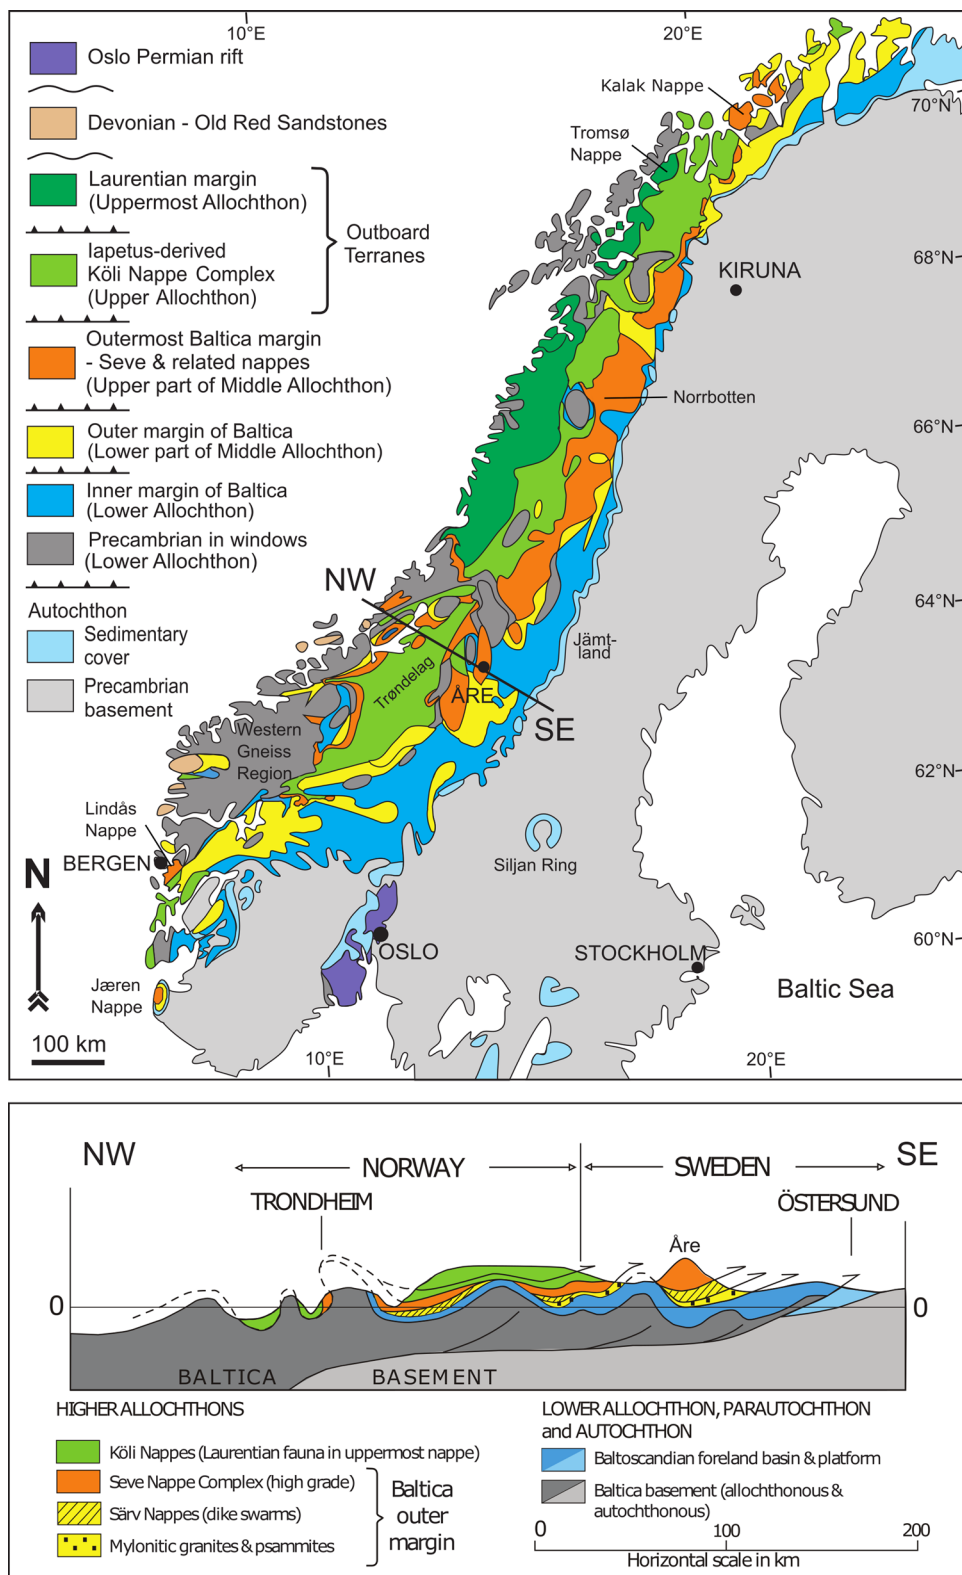 10°E
20°E
Oslo Permian rift
Devonian - Old Red Sandstones
Laurentian margin
(Uppermost Allochthon)
Iapetus-derived
Köli Nappe Complex
(Upper Allochthon)
Outboard
Terranes
Outermost Baltica margin
- Seve & related nappes
(Upper part of Middle Allochthon)
Outer margin of Baltica
(Lower part of Middle Allochthon)
Inner margin of Baltica
(Lower Allochthon)
Precambrian in windows
(Lower Allochthon)
Autochthon
Sedimentary
cover
Precambrian
basement
Kalak Nappe
Tromsø
Nappe
70°N
68°N
KIRUNA
Norrbotten
66°N
NW
64°N
Jämt-
land
Trøndelag
ÅRE
SE
Western
Gneiss
Region
62°N
Lindås
Nappe
BERGEN
Siljan Ring
N
OSLO
STOCKHOLM
60°N
Jæren
Nappe
Baltic Sea
100 km
10°E
20°E
NW
SE
NORWAY
SWEDEN
TRONDHEIM
ÖSTERSUND
Åre
0
0
BALTICA
BASEMENT
HIGHER ALLOCHTHONS
Köli Nappes (Laurentian fauna in uppermost nappe)
Seve Nappe Complex (high grade)
Särv Nappes (dike swarms)
Mylonitic granites & psammites
Baltica
outer
margin
LOWER ALLOCHTHON, PARAUTOCHTHON
and AUTOCHTHON
Baltoscandian foreland basin & platform
Baltica basement (allochthonous &
autochthonous)
0
100
200
Horizontal scale in km